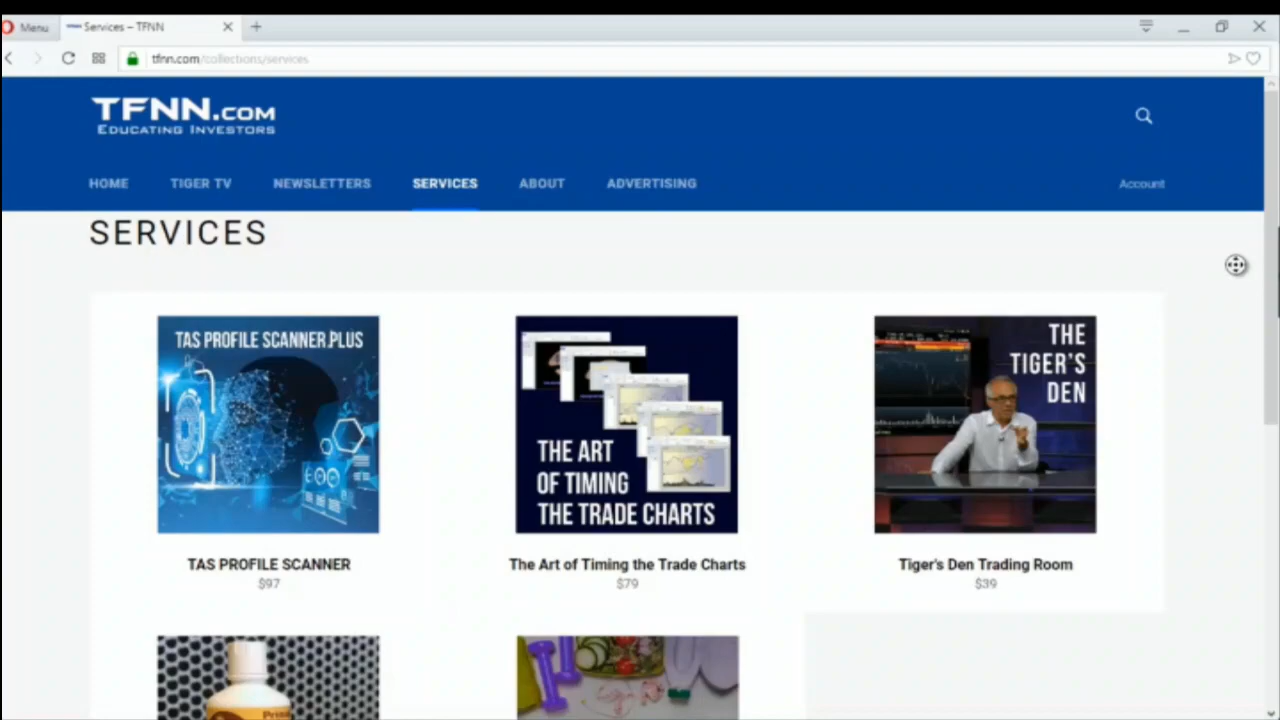 Menu
Services – TFNN
tfnn.com/collections/services
TFNN.COM
EDUCATING INVESTORS
HOME TIGER TV NEWSLETTERS SERVICES ABOUT ADVERTISING Account
SERVICES
TAS PROFILE SCANNER PLUS
THE ART
OF TIMING
THE TRADE CHARTS
THE
TIGER'S
DEN
TAS PROFILE SCANNER
$97
The Art of Timing the Trade Charts
$79
Tiger's Den Trading Room
$39